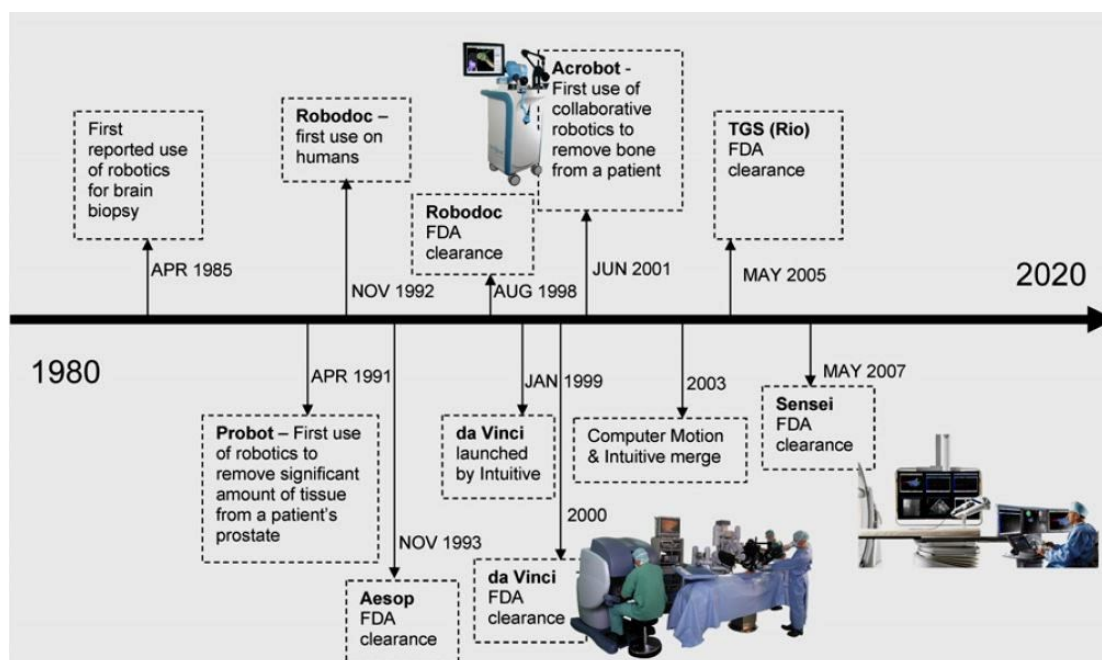 First
reported use
of robotics
for brain
biopsy
APR 1985
Robodoc –
first use on
humans
NOV 1992
Robodoc
FDA
clearance
AUG 1998
Acrobot -
First use of
collaborative
robotics to
remove bone
from a patient
JUN 2001
TGS (Rio)
FDA
clearance
MAY 2005
2020
1980
APR 1991
Probot – First use
of robotics to
remove significant
amount of tissue
from a patient's
prostate
NOV 1993
Aesop
FDA
clearance
JAN 1999
da Vinci
launched
by Intuitive
2000
da Vinci
FDA
clearance
2003
Computer Motion
& Intuitive merge
MAY 2007
Sensei
FDA
clearance